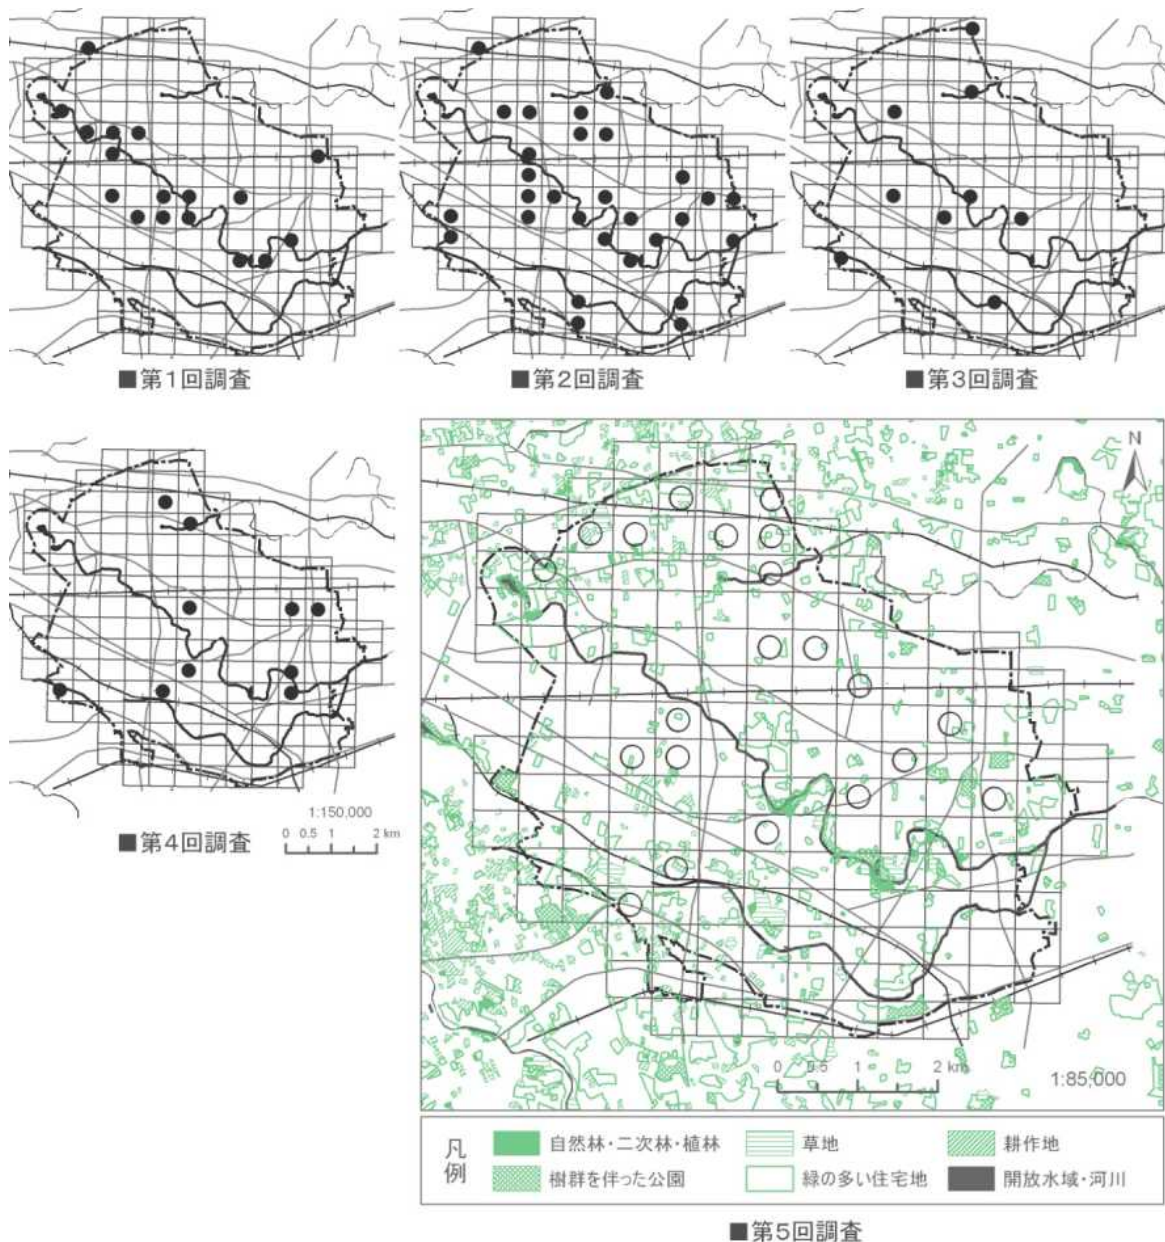 ■第1回調査
■第2回調査
■第3回調査
1:150,000
0 0.5 1 2 km
■第4回調査
N
0 0.5 1 2 km
1:85,000
凡例
自然林・二次林・植林
草地
耕作地
樹群を伴った公園
緑の多い住宅地
開放水域・河川
■第5回調査